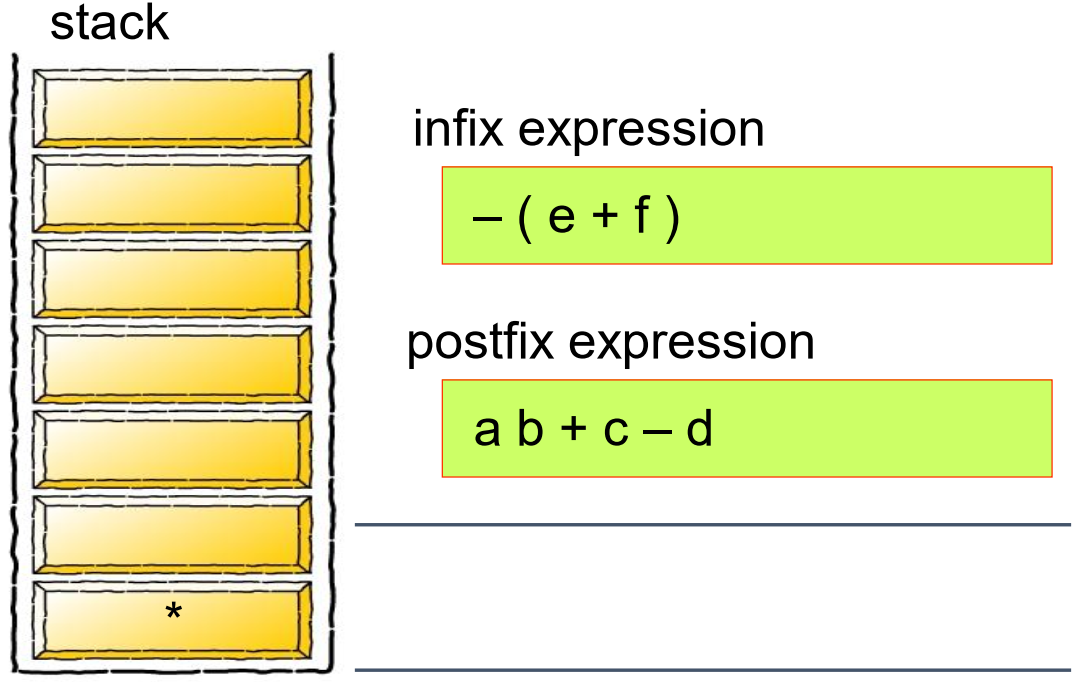 stack
infix expression
– ( e + f )
postfix expression
a b + c – d
*